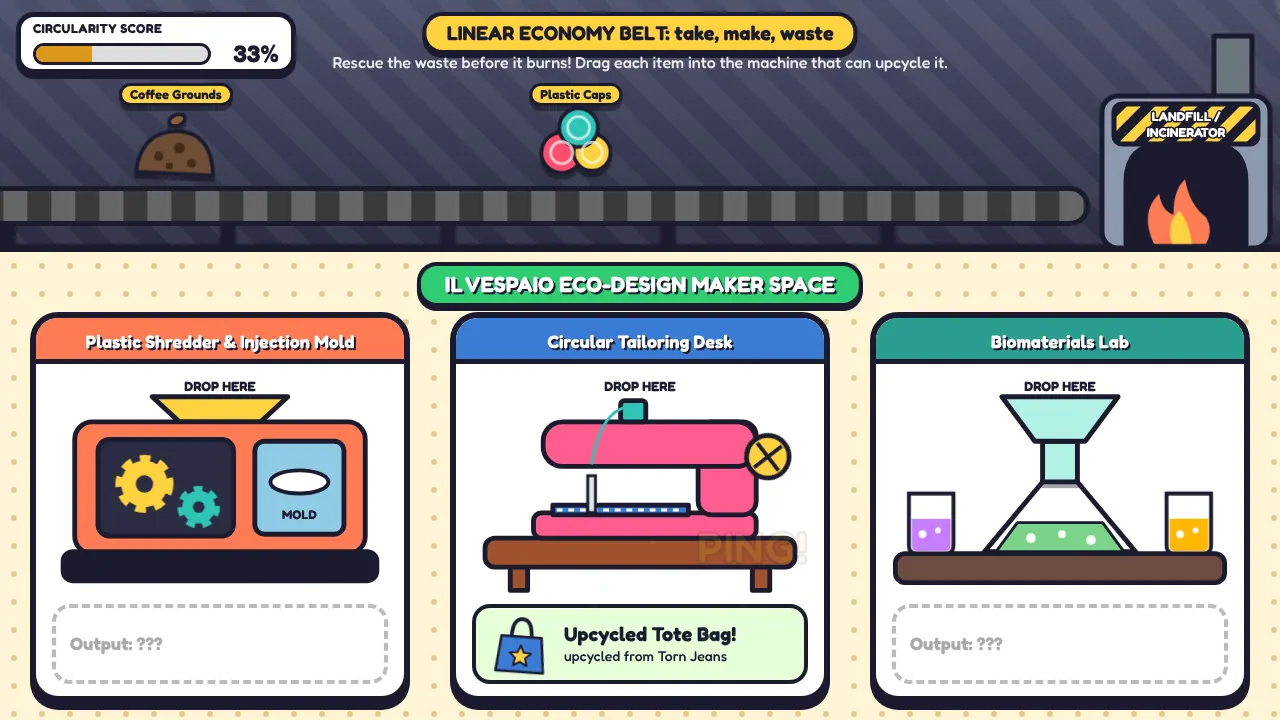 CIRCULARITY SCORE
33%
LINEAR ECONOMY BELT: take, make, waste
Rescue the waste before it burns! Drag each item into the machine that can upcycle it.
Coffee Grounds
Plastic Caps
LANDFILL /
INCINERATOR
IL VESPAIO ECO-DESIGN MAKER SPACE
Plastic Shredder & Injection Mold
DROP HERE
MOLD
Output: ???
Circular Tailoring Desk
DROP HERE
PING!
Upcycled Tote Bag!
upcycled from Torn Jeans
Biomaterials Lab
DROP HERE
Output: ???